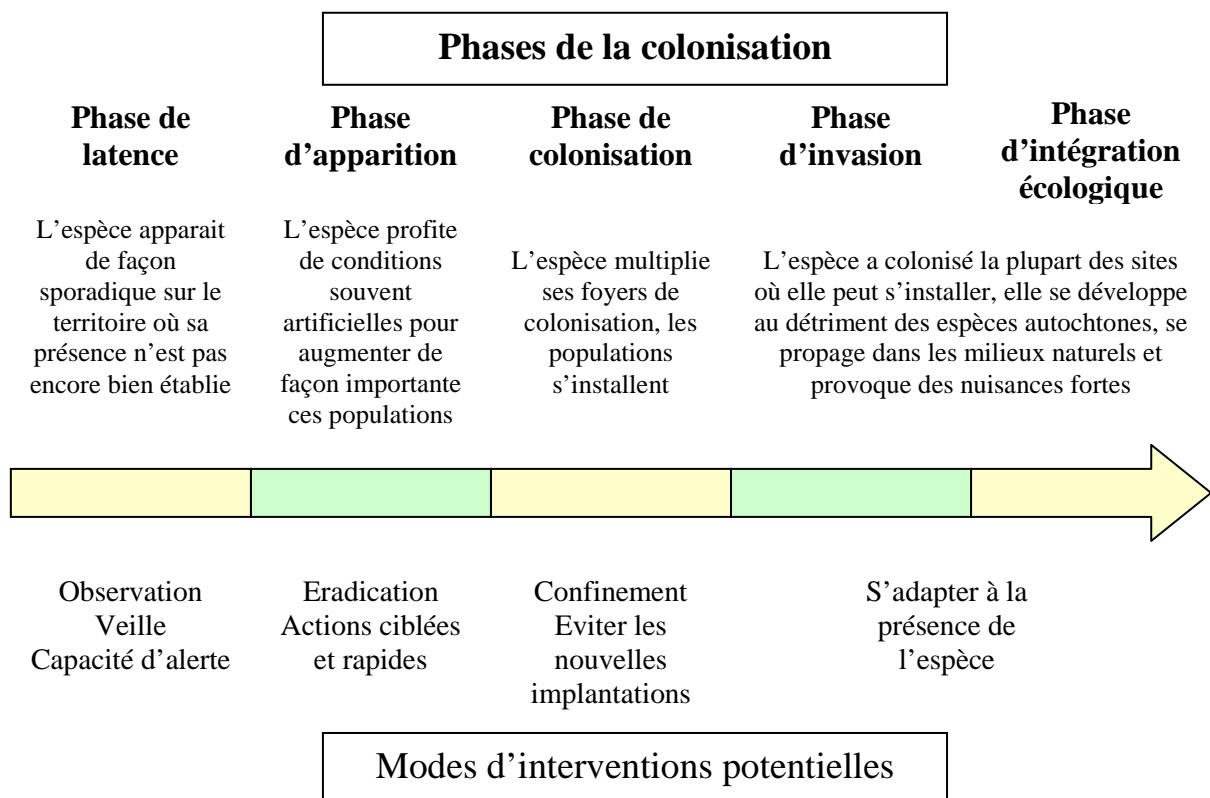 Phases de la colonisation
Phase de
latence
Phase
d’apparition
Phase de
colonisation
Phase
d’invasion
Phase
d’intégration
écologique
L’espèce apparait
de façon
sporadique sur le
territoire où sa
présence n’est pas
encore bien établie
L’espèce profite
de conditions
souvent
artificielles pour
augmenter de
façon importante
ces populations
L’espèce multiplie
ses foyers de
colonisation, les
populations
s’installent
L’espèce a colonisé la plupart des sites
où elle peut s’installer, elle se développe
au détriment des espèces autochtones, se
propage dans les milieux naturels et
provoque des nuisances fortes
Observation
Veille
Capacité d’alerte
Eradication
Actions ciblées
et rapides
Confinement
Eviter les
nouvelles
implantations
S’adapter à la
présence de
l’espèce
Modes d’interventions potentielles